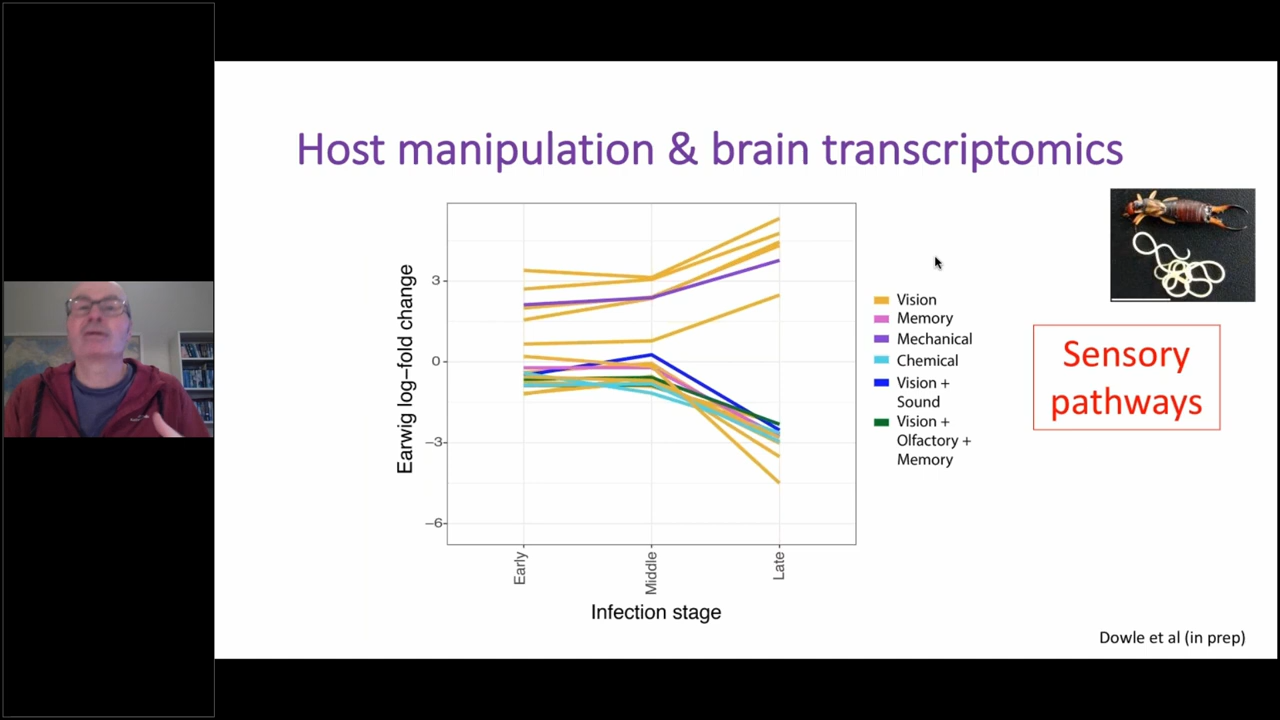 Host manipulation & brain transcriptomics
Earwig log−fold change
3
0
−3
−6
Early
Middle
Late
Infection stage
Vision
Memory
Mechanical
Chemical
Vision +
Sound
Vision +
Olfactory +
Memory
Sensory
pathways
Dowle et al (in prep)